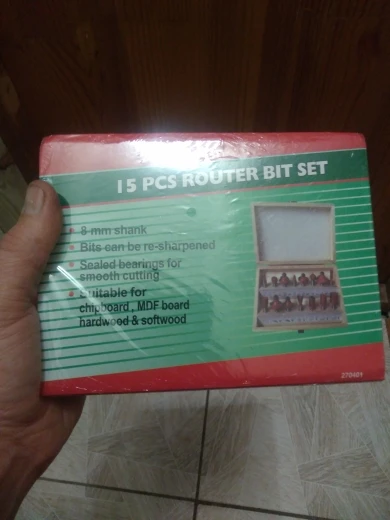 15 PCS ROUTER BIT SET
8 mm shank
Bits can be re-sharpened
Sealed bearings for
smooth cutting
Suitable for
chipboard , MDF board
hardwood & softwood
270401